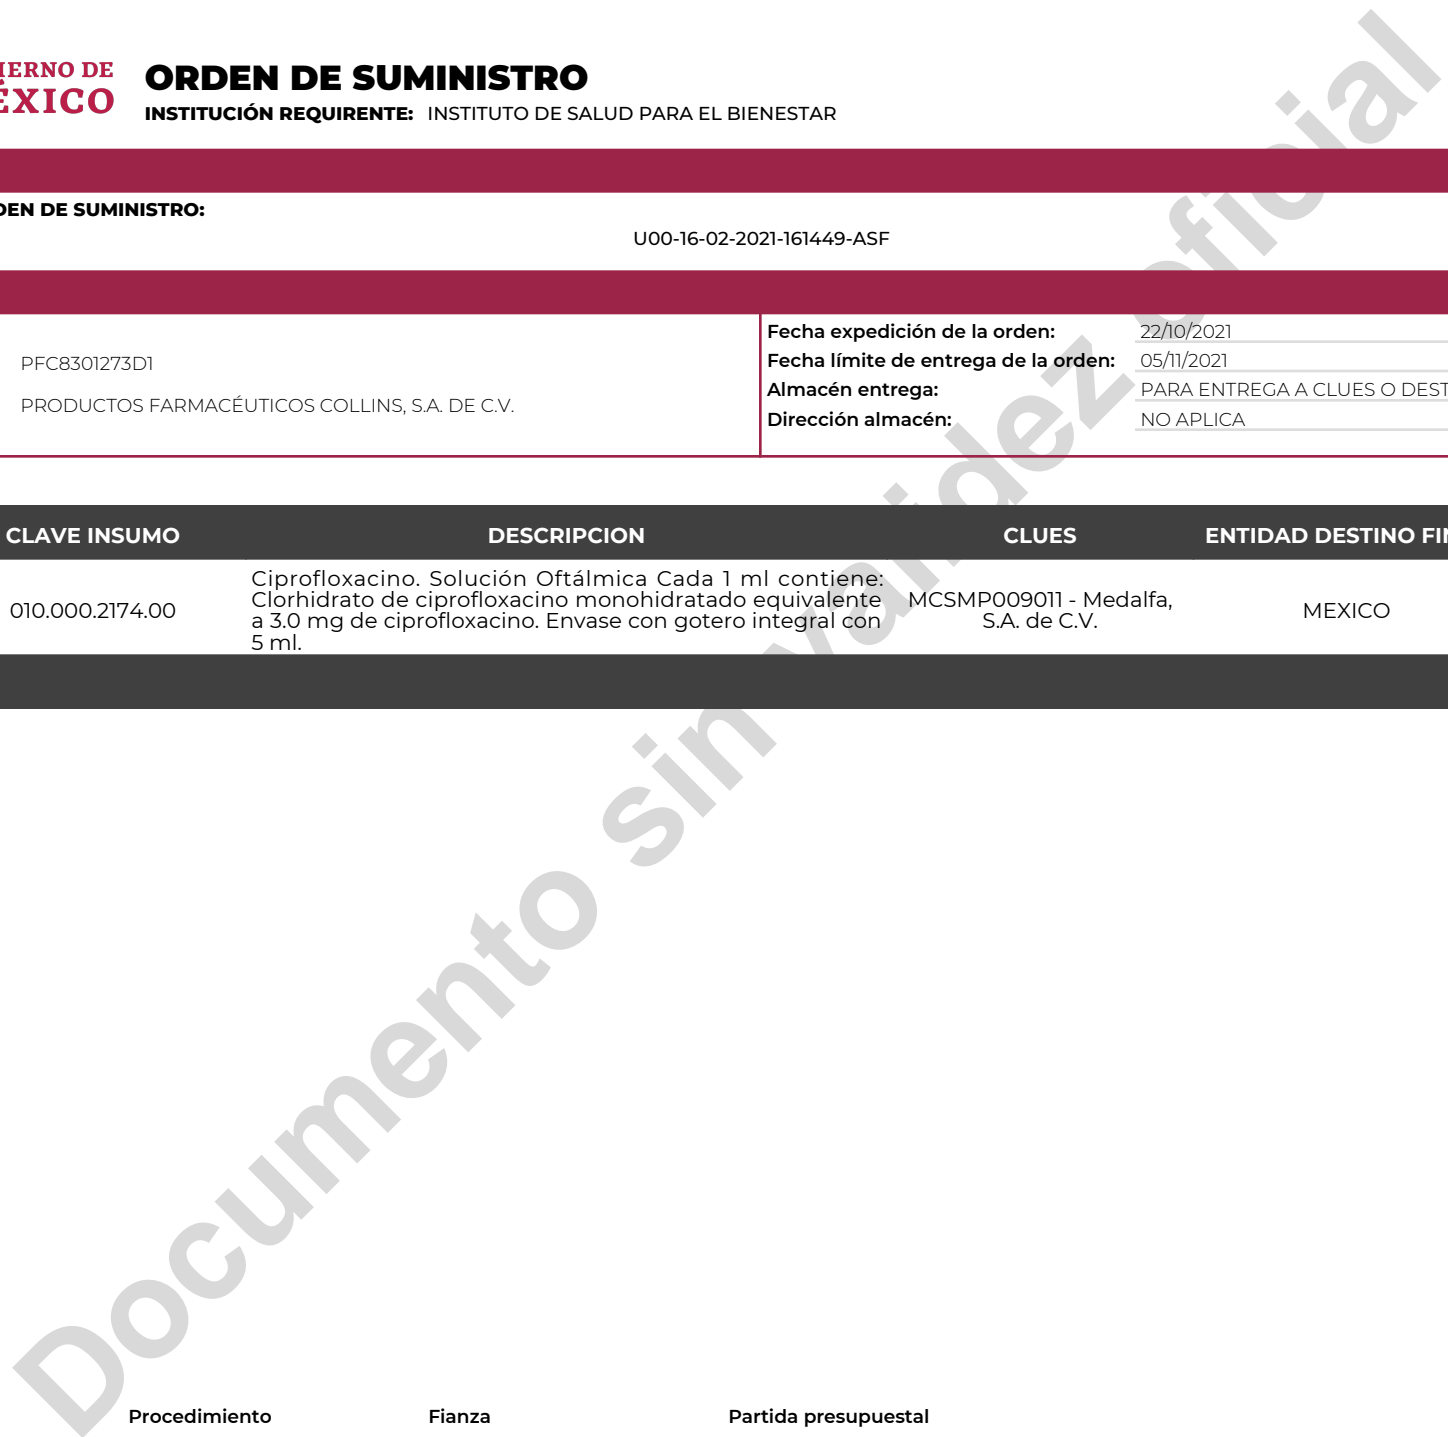 IERNO DE
ÉXICO
ORDEN DE SUMINISTRO
INSTITUCIÓN REQUIRENTE: INSTITUTO DE SALUD PARA EL BIENESTAR
DEN DE SUMINISTRO:
U00-16-02-2021-161449-ASF
PFC8301273D1
PRODUCTOS FARMACÉUTICOS COLLINS, S.A. DE C.V.
Fecha expedición de la orden: 22/10/2021
Fecha límite de entrega de la orden: 05/11/2021
Almacén entrega: PARA ENTREGA A CLUES O DEST
Dirección almacén: NO APLICA
CLAVE INSUMO DESCRIPCION CLUES ENTIDAD DESTINO FIN
010.000.2174.00
Ciprofloxacino. Solución Oftálmica Cada 1 ml contiene:
Clorhidrato de ciprofloxacino monohidratado equivalente
a 3.0 mg de ciprofloxacino. Envase con gotero integral con
5 ml.
MCSMP009011 - Medalfa,
S.A. de C.V.
MEXICO
Documento sin validez oficial
Procedimiento Fianza Partida presupuestal